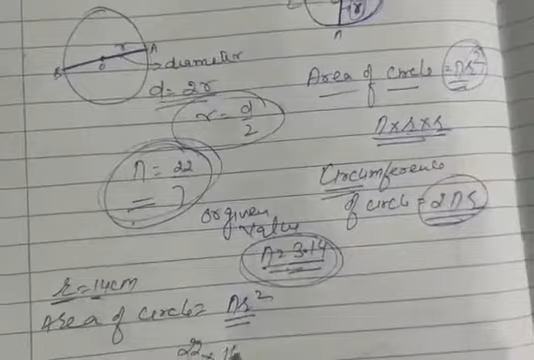 r
A
r
A
B
o
diameter
d = 2r
r = d/2
Area of circle = πr²
π×r×r
π = 22/7
Circumference
of circle = 2πr
or given
value
π = 3.14
r = 14cm
Area of circle = πr²
22 ×